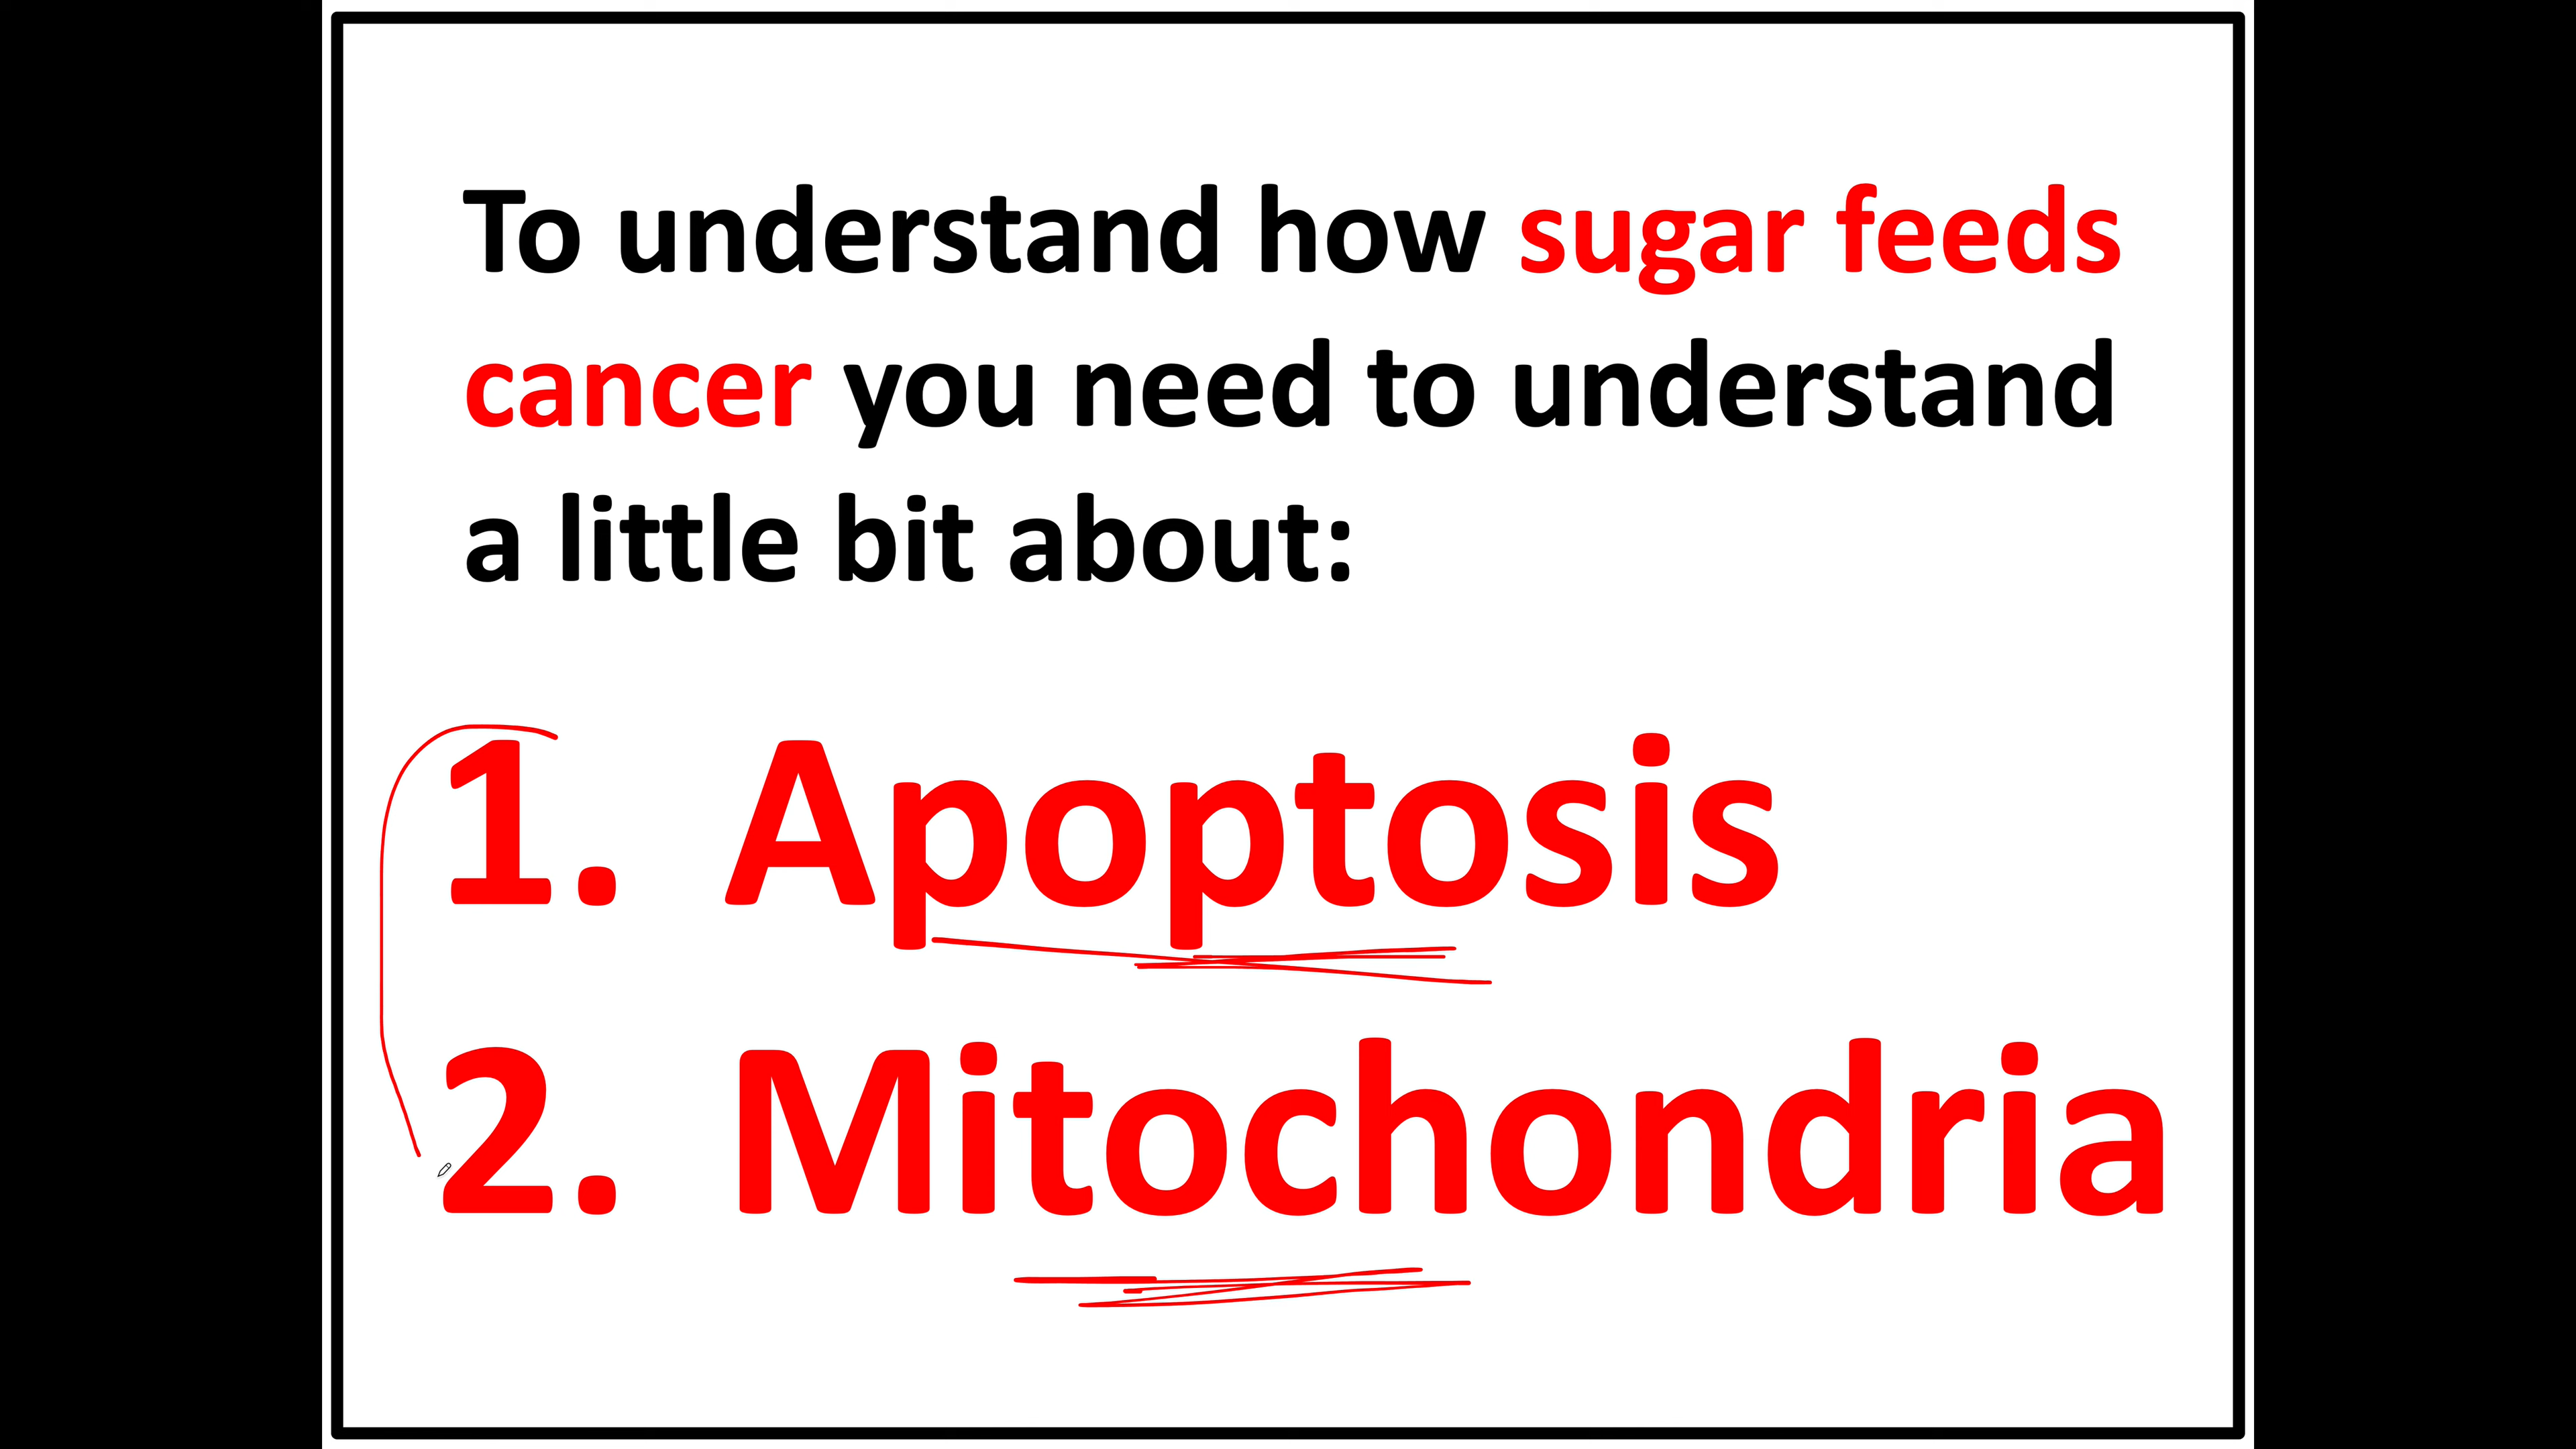 To understand how sugar feeds
cancer you need to understand
a little bit about:
1. Apoptosis
2. Mitochondria